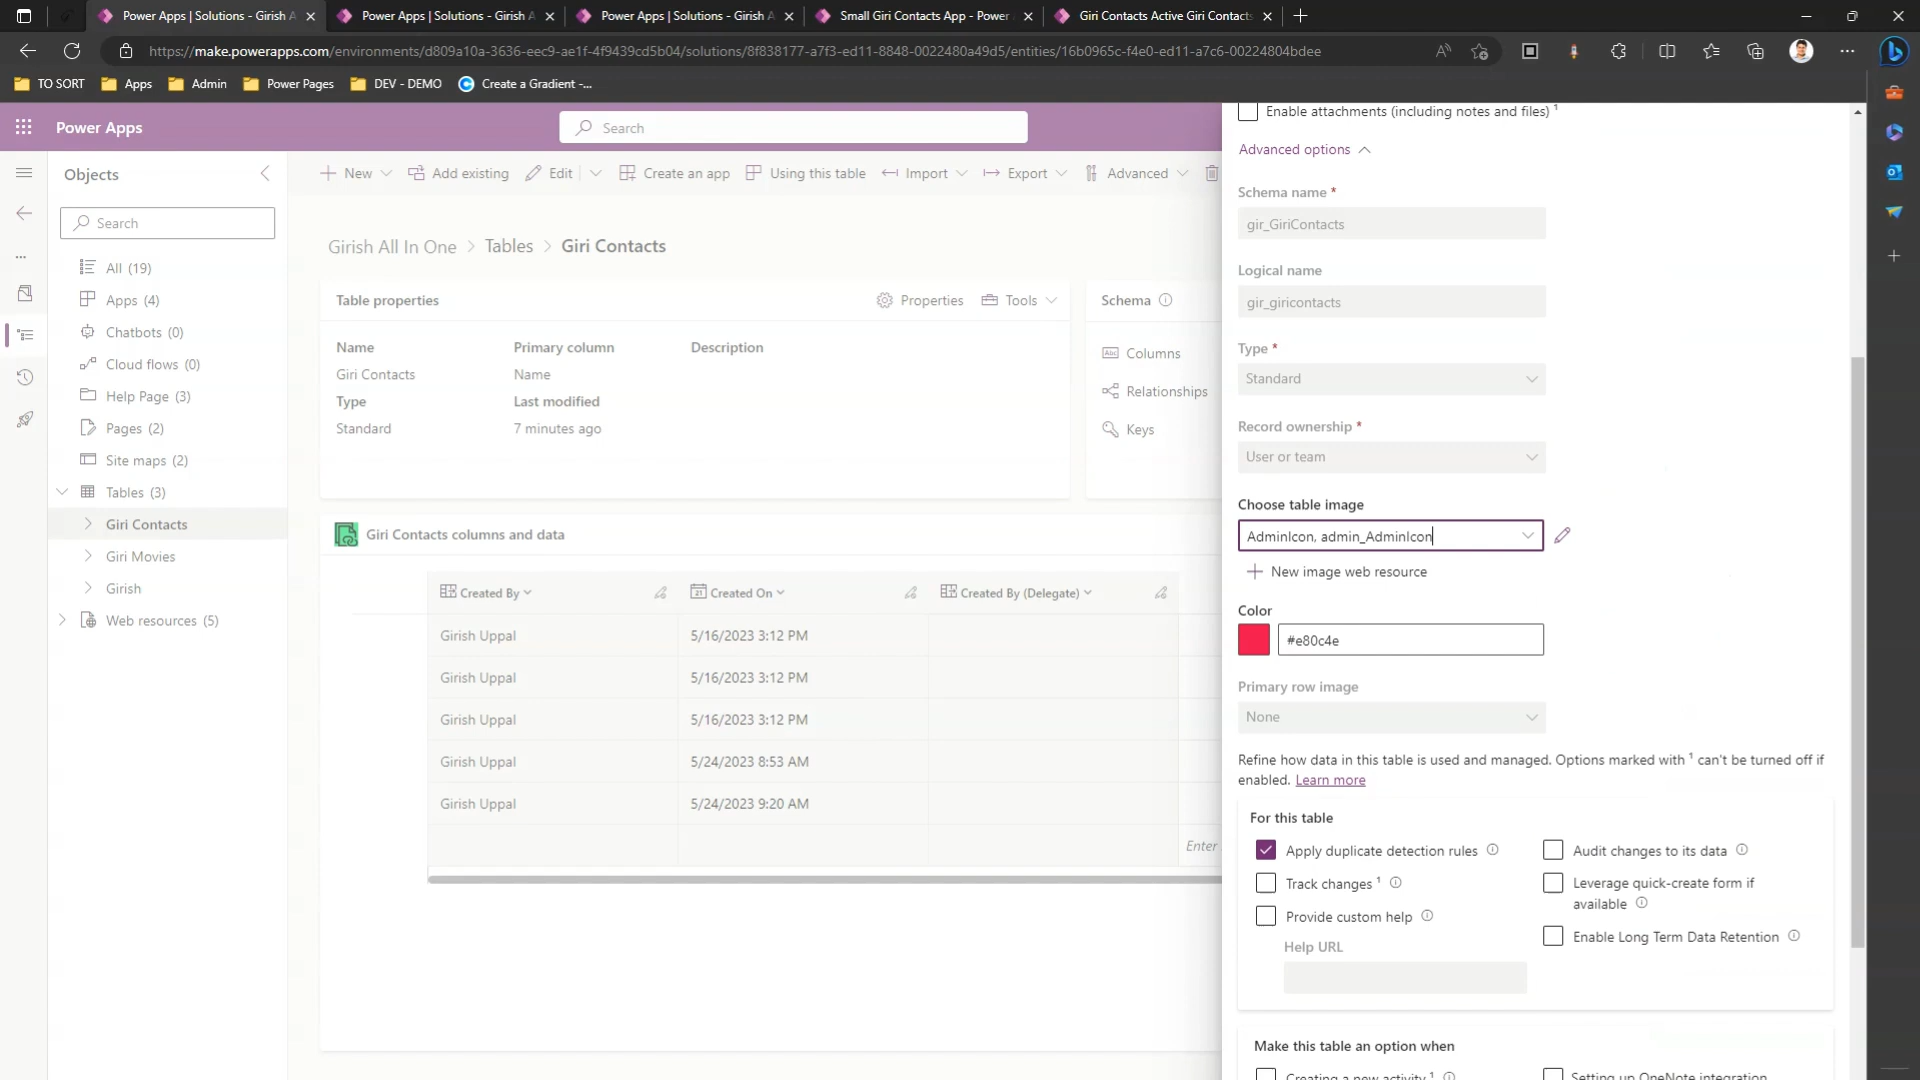 Power Apps | Solutions - Girish A
Power Apps | Solutions - Girish A
Power Apps | Solutions - Girish A
Small Giri Contacts App - Power
Giri Contacts Active Giri Contacts
https://make.powerapps.com/environments/d809a10a-3636-eec9-ae1f-4f9439cd5b04/solutions/8f838177-a7f3-ed11-8848-0022480a49d5/entities/16b0965c-f4e0-ed11-a7c6-00224804bdee
TO SORT
Apps
Admin
Power Pages
DEV - DEMO
Create a Gradient -...
Power Apps
Search
Objects
Search
All (19)
Apps (4)
Chatbots (0)
Cloud flows (0)
Help Page (3)
Pages (2)
Site maps (2)
Tables (3)
Giri Contacts
Giri Movies
Girish
Web resources (5)
New
Add existing
Edit
Create an app
Using this table
Import
Export
Advanced
Girish All In One > Tables > Giri Contacts
Table properties
Properties
Tools
Name
Primary column
Description
Giri Contacts
Name
Type
Last modified
Standard
7 minutes ago
Schema
Columns
Relationships
Keys
Giri Contacts columns and data
Created By
Created On
Created By (Delegate)
Girish Uppal
5/16/2023 3:12 PM
Girish Uppal
5/16/2023 3:12 PM
Girish Uppal
5/16/2023 3:12 PM
Girish Uppal
5/24/2023 8:53 AM
Girish Uppal
5/24/2023 9:20 AM
Enter
Enable attachments (including notes and files) 1
Advanced options
Schema name *
gir_GiriContacts
Logical name
gir_giricontacts
Type *
Standard
Record ownership *
User or team
Choose table image
AdminIcon, admin_AdminIcon
New image web resource
Color
#e80c4e
Primary row image
None
Refine how data in this table is used and managed. Options marked with 1 can't be turned off if
enabled. Learn more
For this table
Apply duplicate detection rules
Audit changes to its data
Track changes 1
Leverage quick-create form if
available
Provide custom help
Enable Long Term Data Retention
Help URL
Make this table an option when
Creating a new activity 1
Setting up OneNote integration